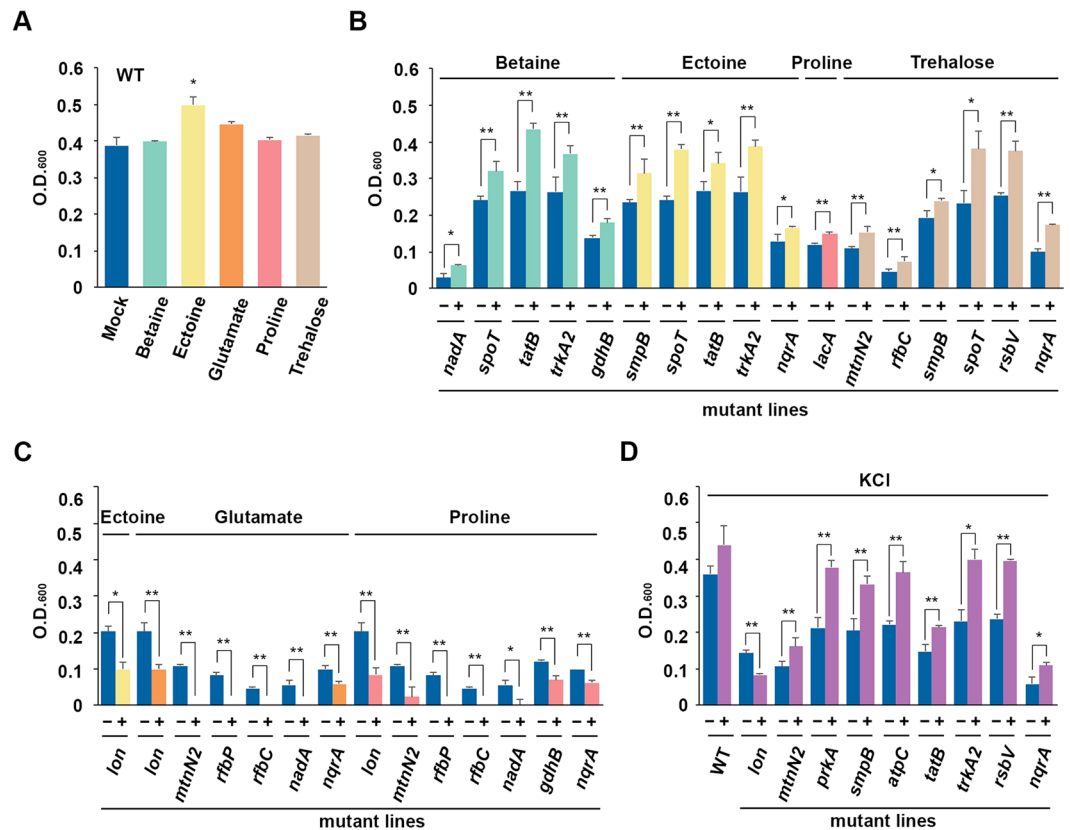 A
WT
O.D.600
0.6
0.5
0.4
0.3
0.2
0.1
0
*
Mock
Betaine
Ectoine
Glutamate
Proline
Trehalose
B
Betaine Ectoine Proline Trehalose
O.D.600
0.6
0.5
0.4
0.3
0.2
0.1
0
* ** ** ** ** ** ** * ** * ** ** ** * * ** **
− + − + − + − + − + − + − + − + − + − + − + − + − + − + − + − + − +
nadA spoT tatB trkA2 gdhB smpB spoT tatB trkA2 nqrA lacA mtnN2 rfbC smpB spoT rsbV nqrA
mutant lines
C
Ectoine Glutamate Proline
O.D.600
0.6
0.5
0.4
0.3
0.2
0.1
0
* ** ** ** ** ** ** ** ** ** ** * ** **
− + − + − + − + − + − + − + − + − + − + − + − + − + − +
lon lon mtnN2 rfbP rfbC nadA nqrA lon mtnN2 rfbP rfbC nadA gdhB nqrA
mutant lines
D
KCl
O.D.600
0.6
0.5
0.4
0.3
0.2
0.1
0
** ** ** ** ** ** * ** *
− + − + − + − + − + − + − + − + − + − +
WT lon mtnN2 prkA smpB atpC tatB trkA2 rsbV nqrA
mutant lines